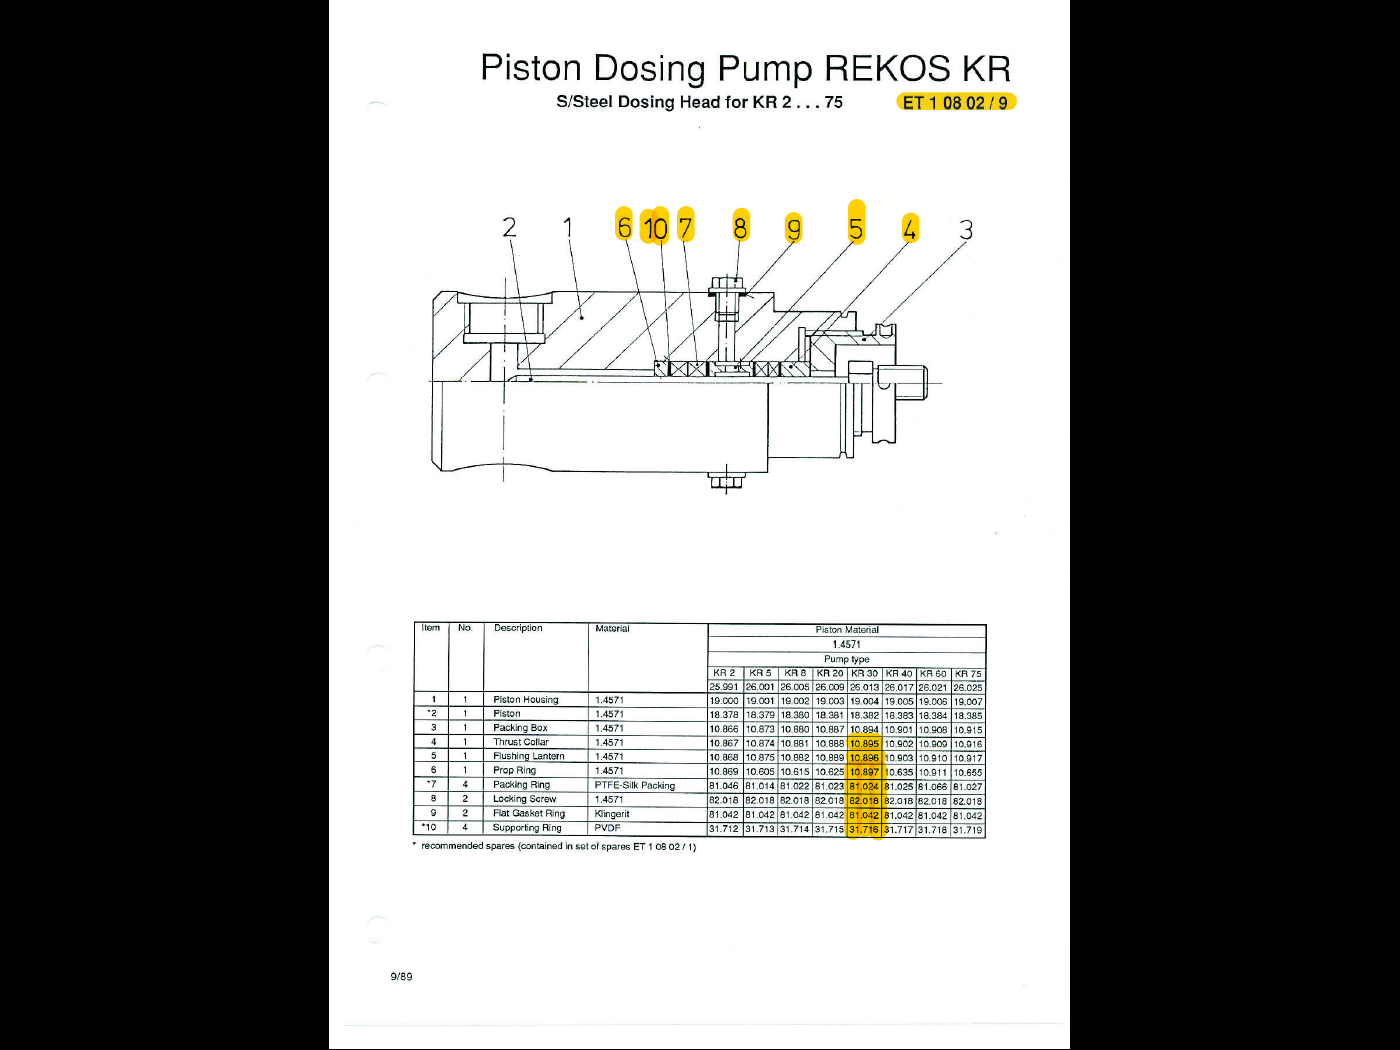 Piston Dosing Pump REKOS KR
S/Steel Dosing Head for KR 2 . . . 75 ET 1 08 02 / 9
2 1 6 10 7 8 9 5 4 3
Item No. Description Material Piston Material
1.4571
Pump type
KR 2 KR 5 KR 8 KR 20 KR 30 KR 40 KR 60 KR 75
25.991 26.001 26.005 26.009 26.013 26.017 26.021 26.025
1 1 Piston Housing 1.4571 19.000 19.001 19.002 19.003 19.004 19.005 19.006 19.007
*2 1 Piston 1.4571 18.378 18.379 18.380 18.381 18.382 18.383 18.384 18.385
3 1 Packing Box 1.4571 10.866 10.873 10.880 10.887 10.894 10.901 10.908 10.915
4 1 Thrust Collar 1.4571 10.867 10.874 10.881 10.888 10.895 10.902 10.909 10.916
5 1 Flushing Lantern 1.4571 10.868 10.875 10.882 10.889 10.896 10.903 10.910 10.917
6 1 Prop Ring 1.4571 10.869 10.605 10.615 10.625 10.897 10.635 10.911 10.655
*7 4 Packing Ring PTFE-Silk Packing 81.046 81.014 81.022 81.023 81.024 81.025 81.066 81.027
8 2 Locking Screw 1.4571 82.018 82.018 82.018 82.018 82.018 82.018 82.018 82.018
9 2 Flat Gasket Ring Klingerit 81.042 81.042 81.042 81.042 81.042 81.042 81.042 81.042
*10 4 Supporting Ring PVDF 31.712 31.713 31.714 31.715 31.716 31.717 31.718 31.719
* recommended spares (contained in set of spares ET 1 08 02 / 1)
9/89